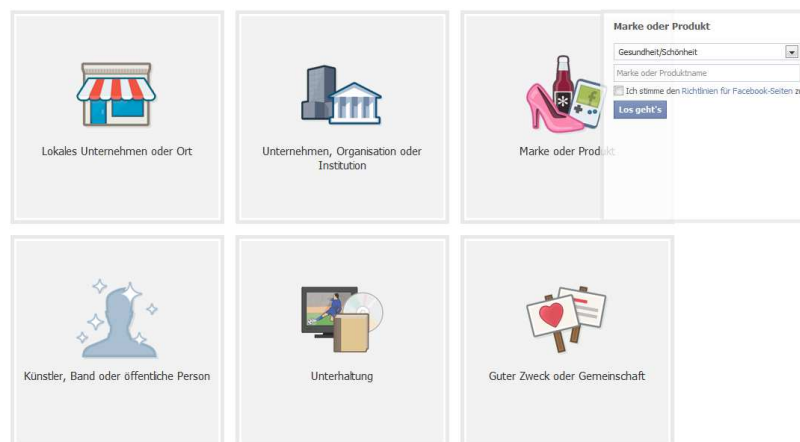 Lokales Unternehmen oder Ort
Unternehmen, Organisation oder
Institution
Marke oder Produkt
Marke oder Produkt
Gesundheit/Schönheit
Marke oder Produktname
Ich stimme den Richtlinien für Facebook-Seiten zu
Los geht's
Künstler, Band oder öffentliche Person
Unterhaltung
Guter Zweck oder Gemeinschaft